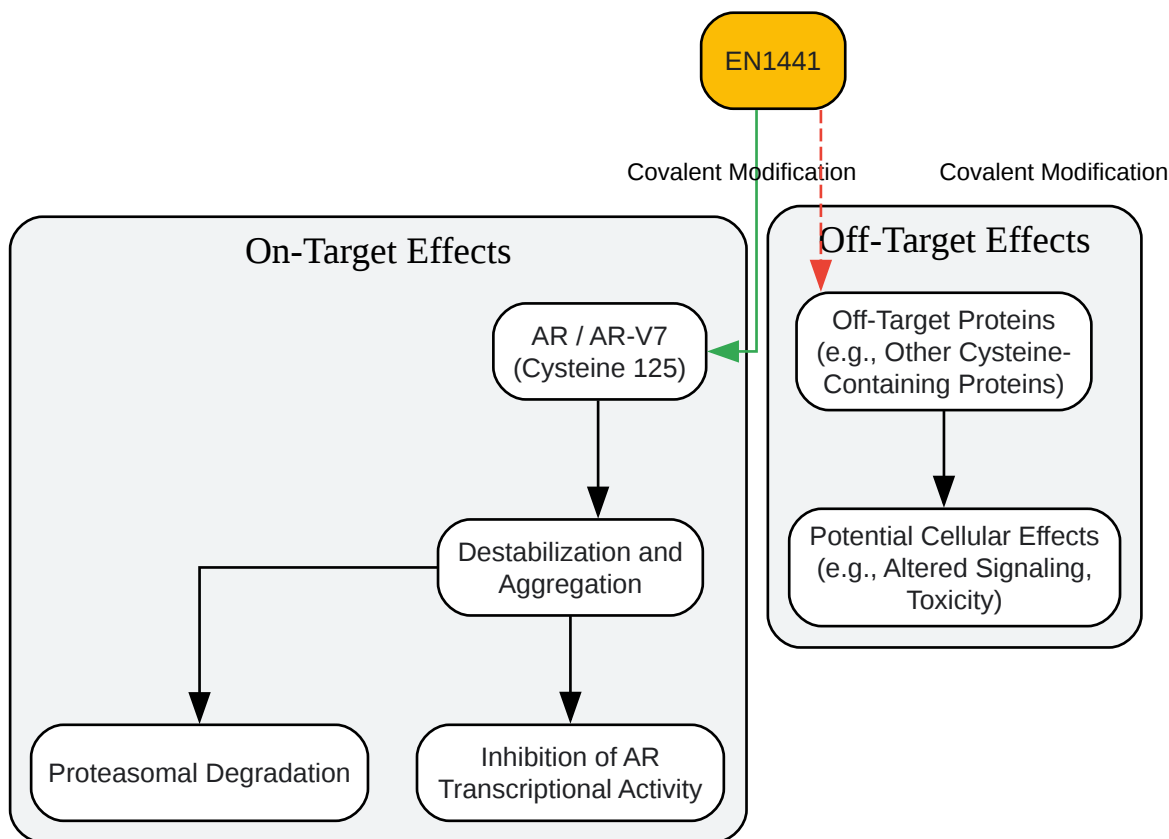 EN1441
Covalent Modification
Covalent Modification
On-Target Effects
Off-Target Effects
AR / AR-V7
(Cysteine 125)
Off-Target Proteins
(e.g., Other Cysteine-
Containing Proteins)
Destabilization and
Aggregation
Potential Cellular Effects
(e.g., Altered Signaling,
Toxicity)
Proteasomal Degradation
Inhibition of AR
Transcriptional Activity